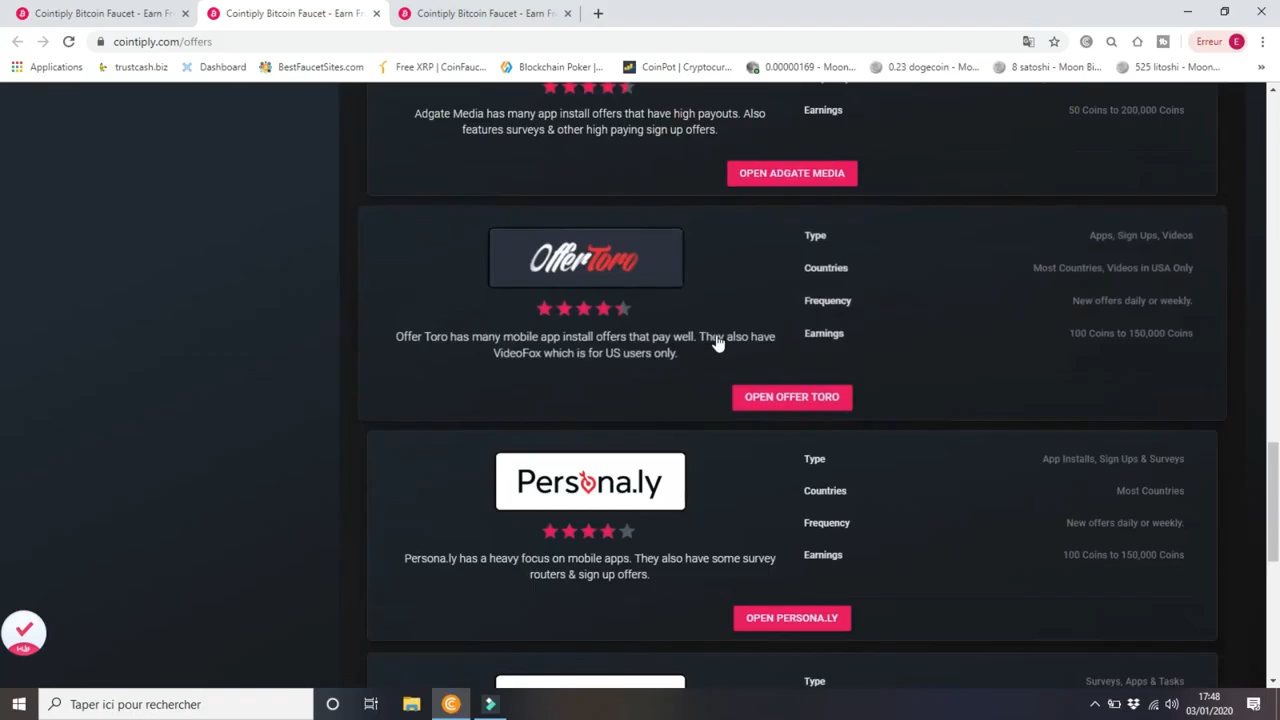 Cointiply Bitcoin Faucet - Earn Fr
Cointiply Bitcoin Faucet - Earn Fr
Cointiply Bitcoin Faucet - Earn Fr
cointiply.com/offers
Erreur E
Applications
trustcash.biz
Dashboard
BestFaucetSites.com
Free XRP | CoinFauc...
Blockchain Poker |...
CoinPot | Cryptocur...
0.00000169 - Moon...
0.23 dogecoin - Mo...
8 satoshi - Moon Bi...
525 litoshi - Moon...
»
Adgate Media has many app install offers that have high payouts. Also
features surveys & other high paying sign up offers.
Earnings
50 Coins to 200,000 Coins
OPEN ADGATE MEDIA
OfferToro
Offer Toro has many mobile app install offers that pay well. They also have
VideoFox which is for US users only.
Type
Apps, Sign Ups, Videos
Countries
Most Countries, Videos in USA Only
Frequency
New offers daily or weekly.
Earnings
100 Coins to 150,000 Coins
OPEN OFFER TORO
Persona.ly
Persona.ly has a heavy focus on mobile apps. They also have some survey
routers & sign up offers.
Type
App Installs, Sign Ups & Surveys
Countries
Most Countries
Frequency
New offers daily or weekly.
Earnings
100 Coins to 150,000 Coins
OPEN PERSONA.LY
Type
Surveys, Apps & Tasks
Taper ici pour rechercher
17:48
03/01/2020